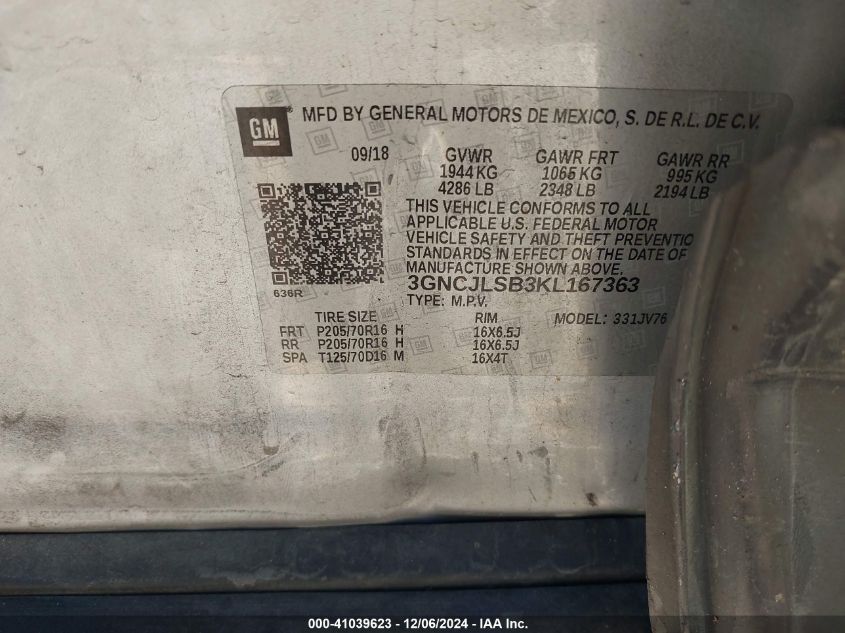 GM ® MFD BY GENERAL MOTORS DE MEXICO, S. DE R.L. DE C.V.
09/18 GVWR GAWR FRT GAWR RR
1944 KG 1065 KG 995 KG
4286 LB 2348 LB 2194 LB
THIS VEHICLE CONFORMS TO ALL
APPLICABLE U.S. FEDERAL MOTOR
VEHICLE SAFETY AND THEFT PREVENTIO
STANDARDS IN EFFECT ON THE DATE OF
MANUFACTURE SHOWN ABOVE.
636R 3GNCJLSB3KL167363
TYPE: M.P.V.
TIRE SIZE RIM MODEL: 331JV76
FRT P205/70R16 H 16X6.5J
RR P205/70R16 H 16X6.5J
SPA T125/70D16 M 16X4T
000-41039623 - 12/06/2024 - IAA Inc.